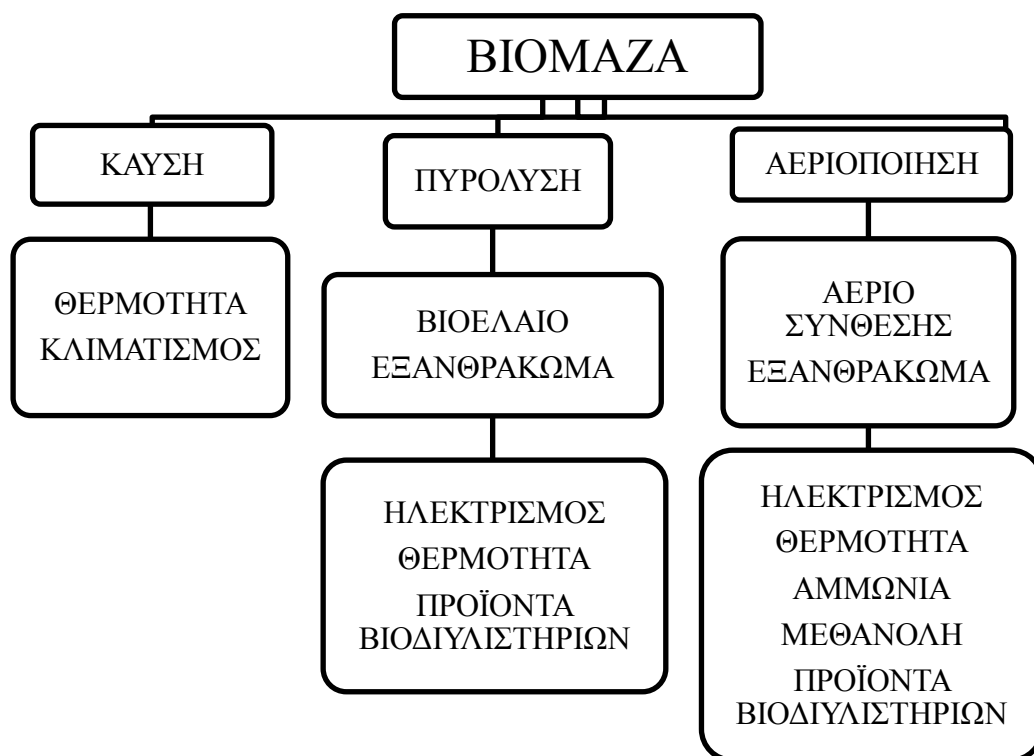 ΒΙΟΜΑΖΑ
ΚΑΥΣΗ
ΘΕΡΜΟΤΗΤΑ
ΚΛΙΜΑΤΙΣΜΟΣ
ΠΥΡΟΛΥΣΗ
ΒΙΟΕΛΑΙΟ
ΕΞΑΝΘΡΑΚΩΜΑ
ΗΛΕΚΤΡΙΣΜΟΣ
ΘΕΡΜΟΤΗΤΑ
ΠΡΟΪΟΝΤΑ
ΒΙΟΔΙΥΛΙΣΤΗΡΙΩΝ
ΑΕΡΙΟΠΟΙΗΣΗ
ΑΕΡΙΟ
ΣΥΝΘΕΣΗΣ
ΕΞΑΝΘΡΑΚΩΜΑ
ΗΛΕΚΤΡΙΣΜΟΣ
ΘΕΡΜΟΤΗΤΑ
ΑΜΜΩΝΙΑ
ΜΕΘΑΝΟΛΗ
ΠΡΟΪΟΝΤΑ
ΒΙΟΔΙΥΛΙΣΤΗΡΙΩΝ